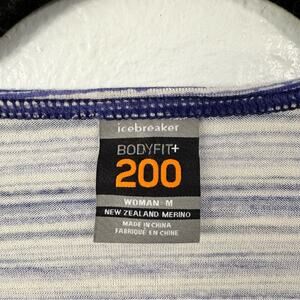 icebreaker
BODYFIT+
200
WOMAN - M
NEW ZEALAND MERINO
MADE IN CHINA
FABRIQUÉ EN CHINE